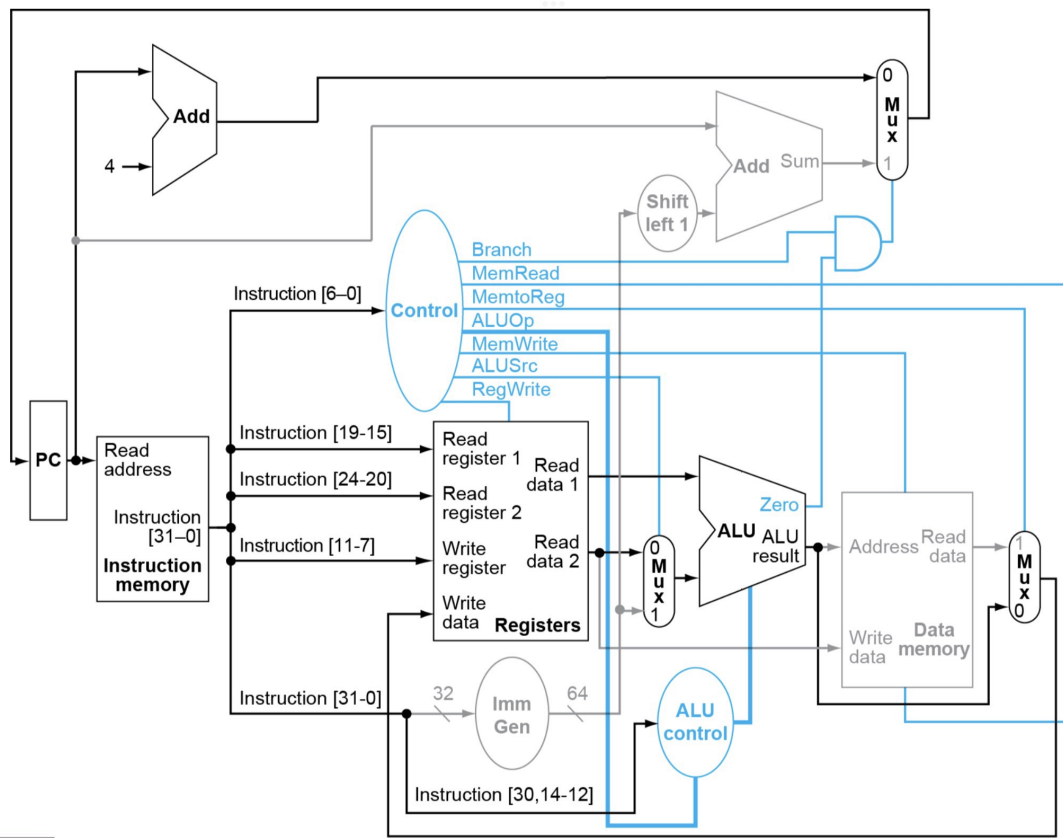 Add
4
0
Mux
1
Add Sum
Shift
left 1
Branch
MemRead
MemtoReg
ALUOp
MemWrite
ALUSrc
RegWrite
Instruction [6–0]
Control
PC
Read
address
Instruction
[31–0]
Instruction
memory
Instruction [19-15]
Instruction [24-20]
Instruction [11-7]
Instruction [31-0]
Read
register 1
Read
register 2
Write
register
Write
data
Read
data 1
Read
data 2
Registers
0
Mux
1
Zero
ALU
ALU
result
Address
Read
data
Write
data
Data
memory
1
Mux
0
32
Imm
Gen
64
ALU
control
Instruction [30,14-12]